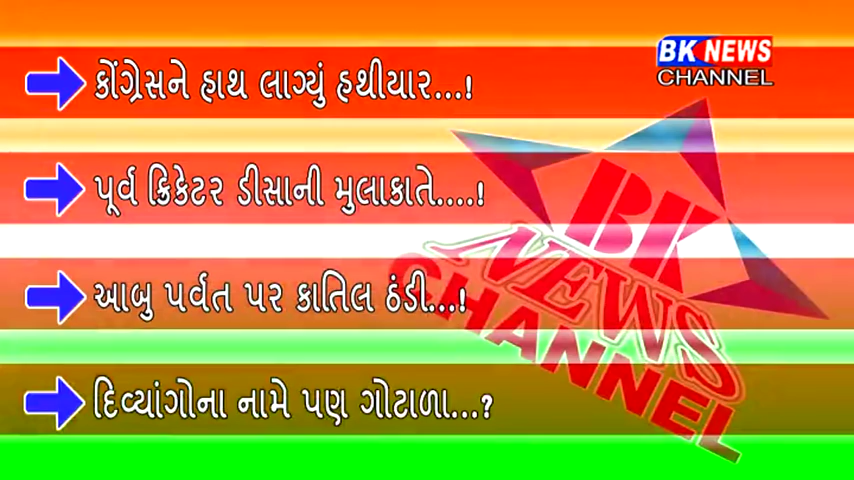 BK NEWS
CHANNEL
કોંગ્રેસને હાથ લાગ્યું હથીયાર...!
પૂર્વ ક્રિકેટર ડીસાની મુલાકાતે....!
આબુ પર્વત પર કાતિલ ઠંડી...!
દિવ્યાંગોના નામે પણ ગોટાળા...?
BK
NEWS
CHANNEL